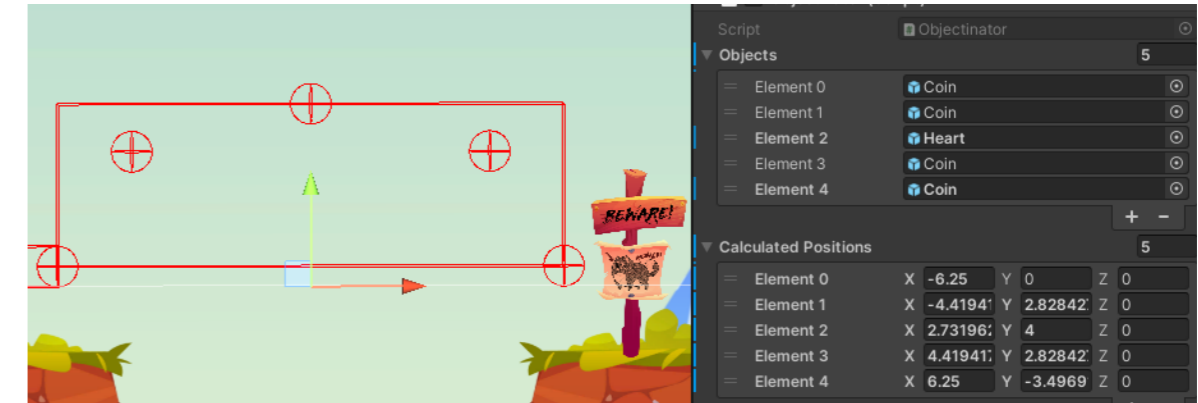 BEWARE!
Script Objectinator
Objects 5
Element 0 Coin
Element 1 Coin
Element 2 Heart
Element 3 Coin
Element 4 Coin
+ -
Calculated Positions 5
Element 0 X -6.25 Y 0 Z 0
Element 1 X -4.41941 Y 2.82842 Z 0
Element 2 X 2.73196 Y 4 Z 0
Element 3 X 4.41941 Y 2.82842 Z 0
Element 4 X 6.25 Y -3.4969 Z 0